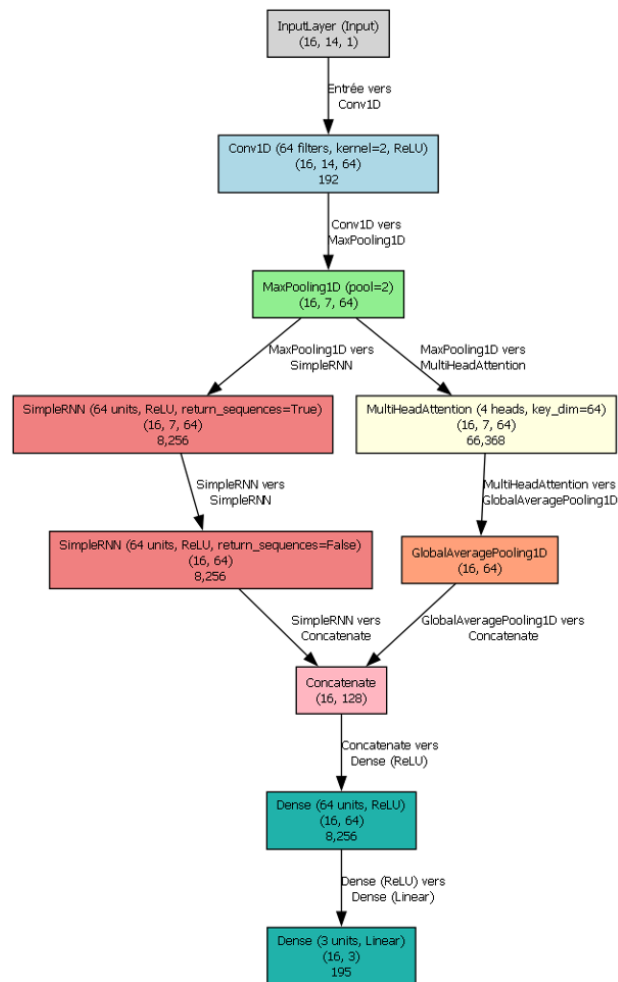 InputLayer (Input)
(16, 14, 1)
Entrée vers
Conv1D
Conv1D (64 filters, kernel=2, ReLU)
(16, 14, 64)
192
Conv1D vers
MaxPooling1D
MaxPooling1D (pool=2)
(16, 7, 64)
MaxPooling1D vers
SimpleRNN
MaxPooling1D vers
MultiHeadAttention
SimpleRNN (64 units, ReLU, return_sequences=True)
(16, 7, 64)
8,256
MultiHeadAttention (4 heads, key_dim=64)
(16, 7, 64)
66,368
SimpleRNN vers
SimpleRNN
MultiHeadAttention vers
GlobalAveragePooling1D
SimpleRNN (64 units, ReLU, return_sequences=False)
(16, 64)
8,256
GlobalAveragePooling1D
(16, 64)
SimpleRNN vers
Concatenate
GlobalAveragePooling1D vers
Concatenate
Concatenate
(16, 128)
Concatenate vers
Dense (ReLU)
Dense (64 units, ReLU)
(16, 64)
8,256
Dense (ReLU) vers
Dense (Linear)
Dense (3 units, Linear)
(16, 3)
195